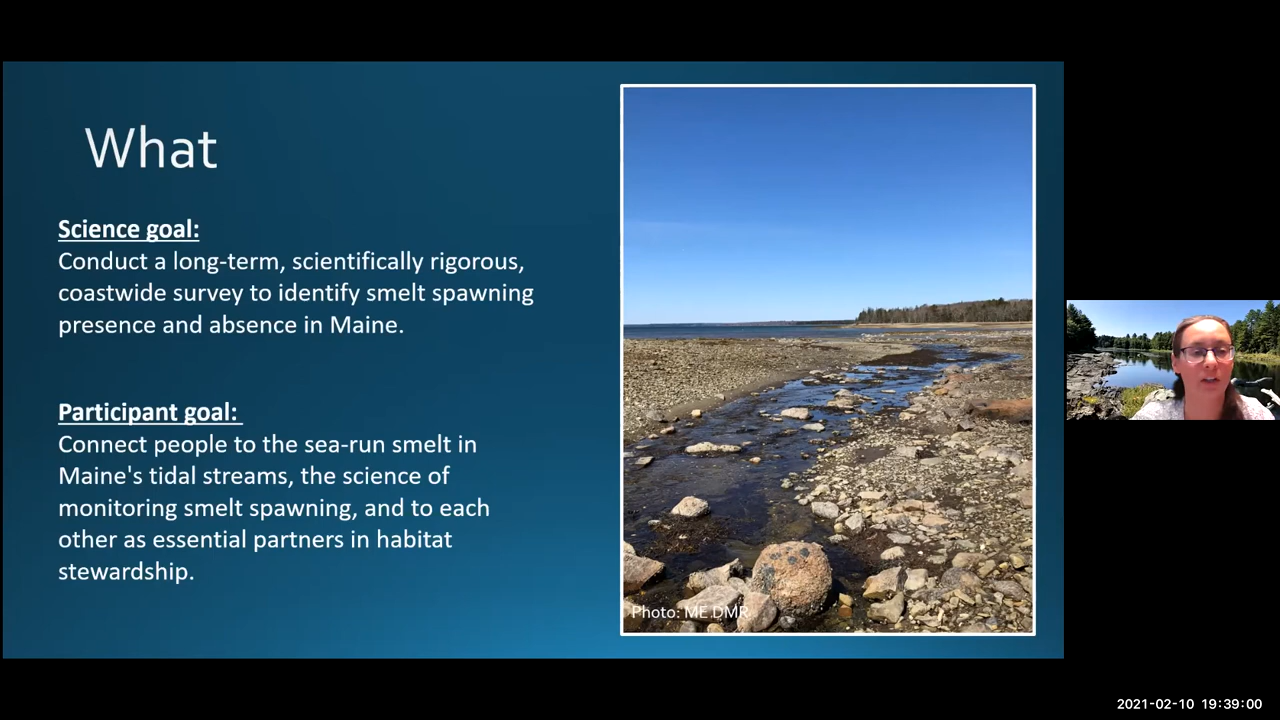 What
Science goal:
Conduct a long-term, scientifically rigorous,
coastwide survey to identify smelt spawning
presence and absence in Maine.
Participant goal:
Connect people to the sea-run smelt in
Maine's tidal streams, the science of
monitoring smelt spawning, and to each
other as essential partners in habitat
stewardship.
Photo: ME DMR
2021-02-10 19:39:00